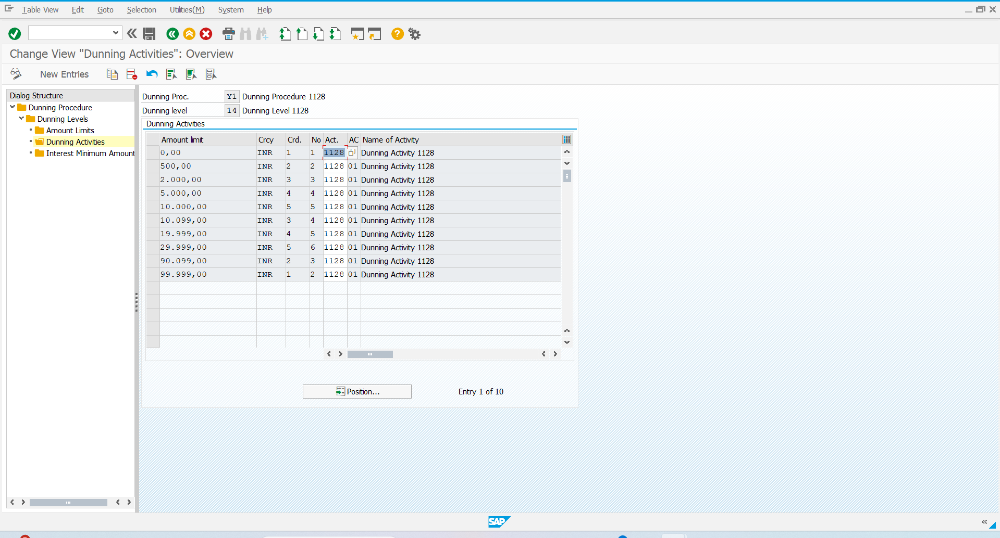 Table View Edit Goto Selection Utilities(M) System Help
Change View "Dunning Activities": Overview
New Entries
Dialog Structure
Dunning Procedure
Dunning Levels
Amount Limits
Dunning Activities
Interest Minimum Amount
Dunning Proc. Y1 Dunning Procedure 1128
Dunning level 14 Dunning Level 1128
Dunning Activities
Amount limit Crcy Crd. No Act. AC Name of Activity
0,00 INR 1 1 1128 Dunning Activity 1128
500,00 INR 2 2 1128 01 Dunning Activity 1128
2.000,00 INR 3 3 1128 01 Dunning Activity 1128
5.000,00 INR 4 4 1128 01 Dunning Activity 1128
10.000,00 INR 5 5 1128 01 Dunning Activity 1128
10.099,00 INR 3 4 1128 01 Dunning Activity 1128
19.999,00 INR 4 5 1128 01 Dunning Activity 1128
29.999,00 INR 5 6 1128 01 Dunning Activity 1128
90.099,00 INR 2 3 1128 01 Dunning Activity 1128
99.999,00 INR 1 2 1128 01 Dunning Activity 1128
Position... Entry 1 of 10
SAP